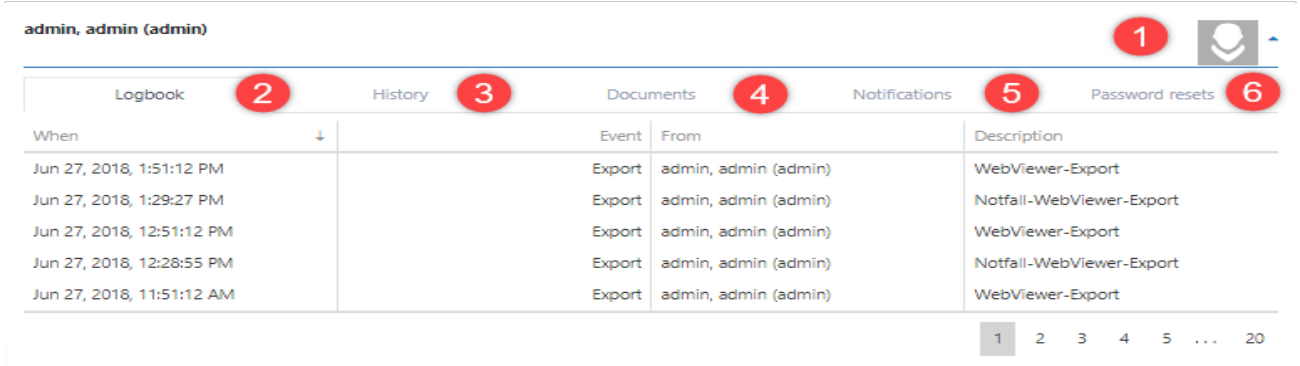 admin, admin (admin) 1
Logbook 2 History 3 Documents 4 Notifications 5 Password resets 6
When ↓ Event From Description
Jun 27, 2018, 1:51:12 PM Export admin, admin (admin) WebViewer-Export
Jun 27, 2018, 1:29:27 PM Export admin, admin (admin) Notfall-WebViewer-Export
Jun 27, 2018, 12:51:12 PM Export admin, admin (admin) WebViewer-Export
Jun 27, 2018, 12:28:55 PM Export admin, admin (admin) Notfall-WebViewer-Export
Jun 27, 2018, 11:51:12 AM Export admin, admin (admin) WebViewer-Export
1 2 3 4 5 ... 20